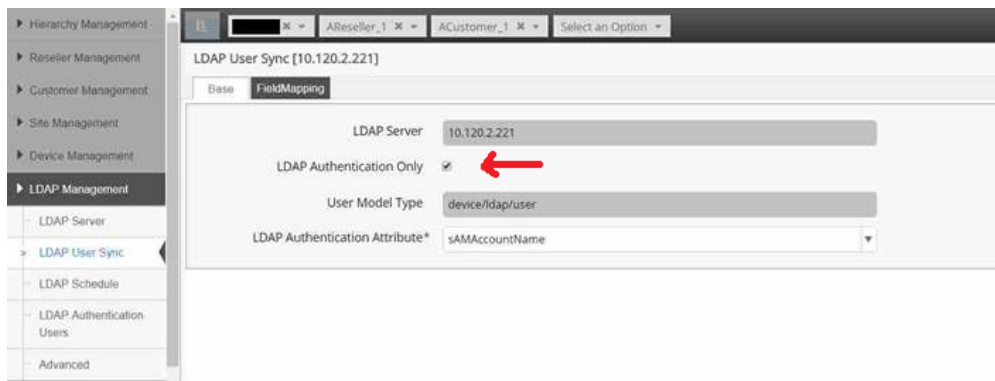 Hierarchy Management
Reseller Management
Customer Management
Site Management
Device Management
LDAP Management
LDAP Server
LDAP User Sync
LDAP Schedule
LDAP Authentication
Users
Advanced
AReseller_1
ACustomer_1
Select an Option
LDAP User Sync [10.120.2.221]
Base
FieldMapping
LDAP Server
10.120.2.221
LDAP Authentication Only
User Model Type
device/ldap/user
LDAP Authentication Attribute*
sAMAccountName